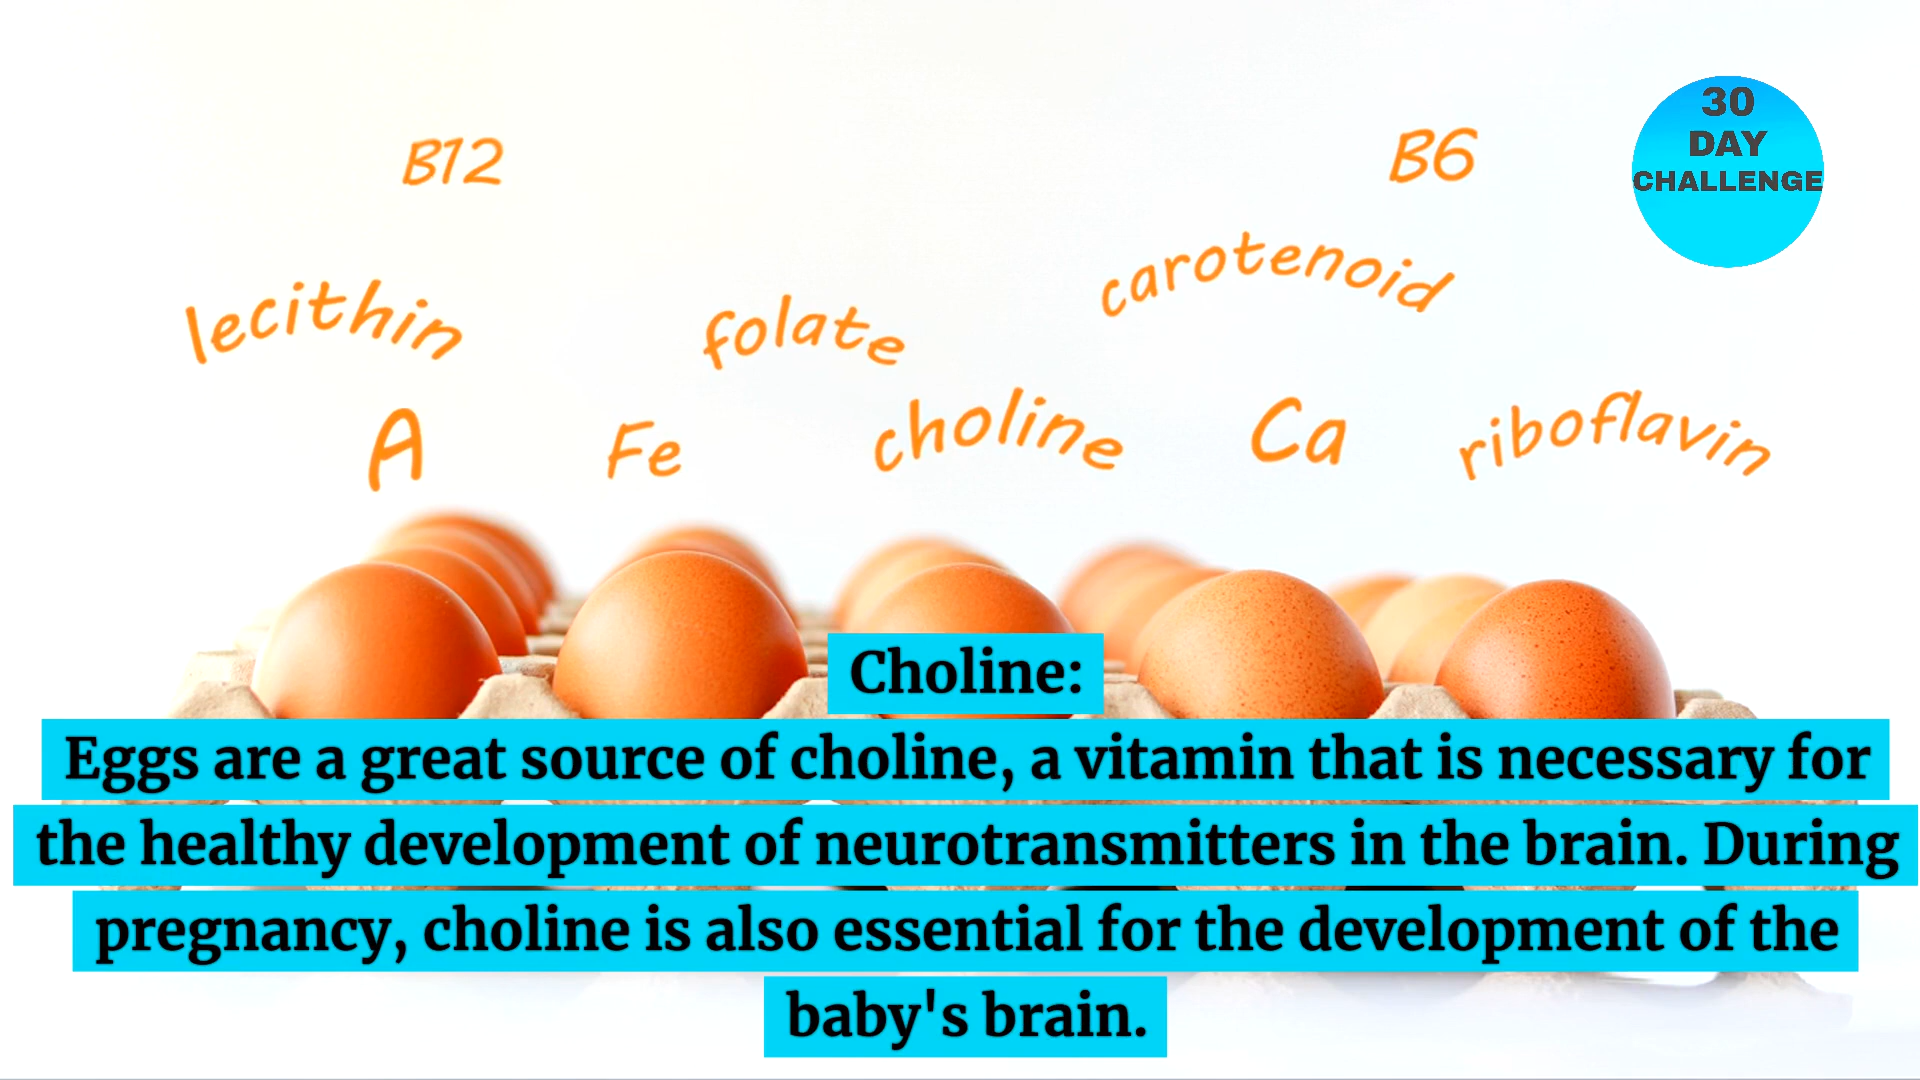 30
DAY
CHALLENGE
B12
B6
carotenoid
lecithin
folate
choline
A
Fe
Ca
riboflavin
Choline:
Eggs are a great source of choline, a vitamin that is necessary for
the healthy development of neurotransmitters in the brain. During
pregnancy, choline is also essential for the development of the
baby's brain.